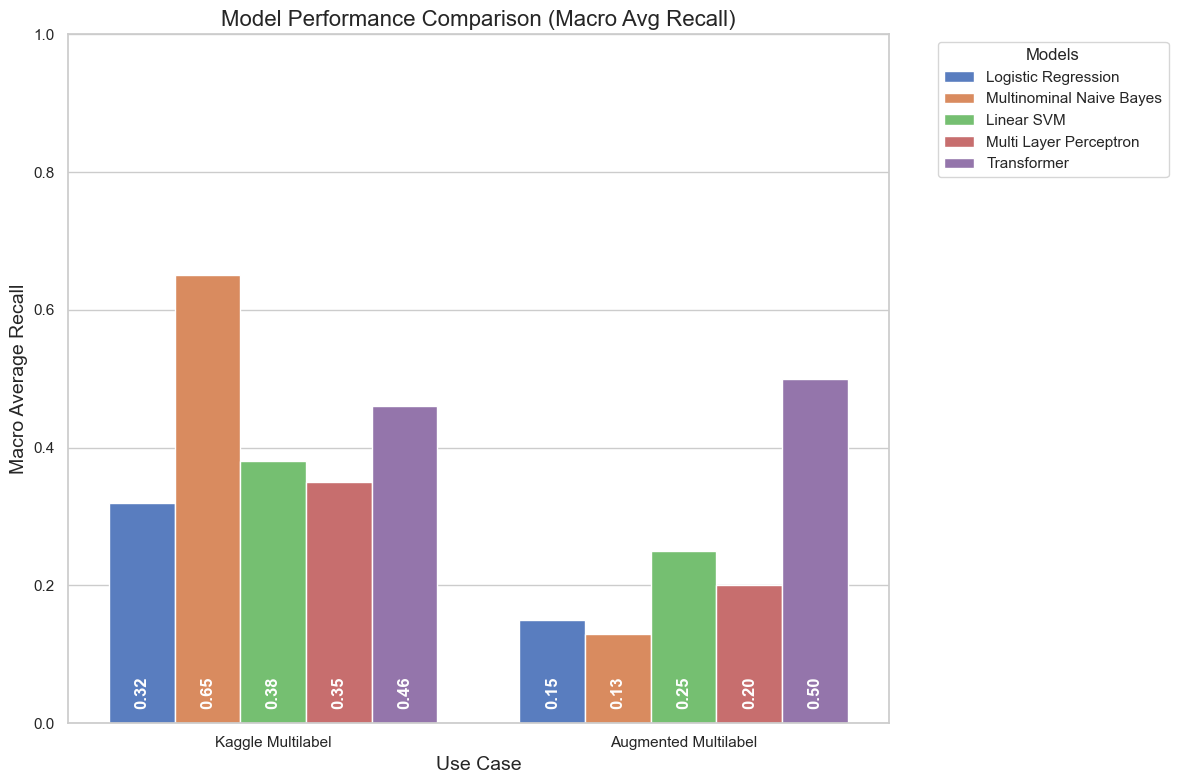 Model Performance Comparison (Macro Avg Recall)
Macro Average Recall
1.0
0.8
0.6
0.4
0.2
0.0
0.32
0.65
0.38
0.35
0.46
0.15
0.13
0.25
0.20
0.50
Kaggle Multilabel
Augmented Multilabel
Use Case
Models
Logistic Regression
Multinominal Naive Bayes
Linear SVM
Multi Layer Perceptron
Transformer